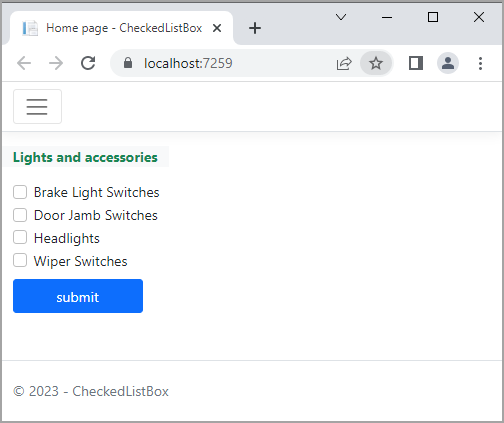 Home page - CheckedListBox
localhost:7259
Lights and accessories
Brake Light Switches
Door Jamb Switches
Headlights
Wiper Switches
submit
© 2023 - CheckedListBox